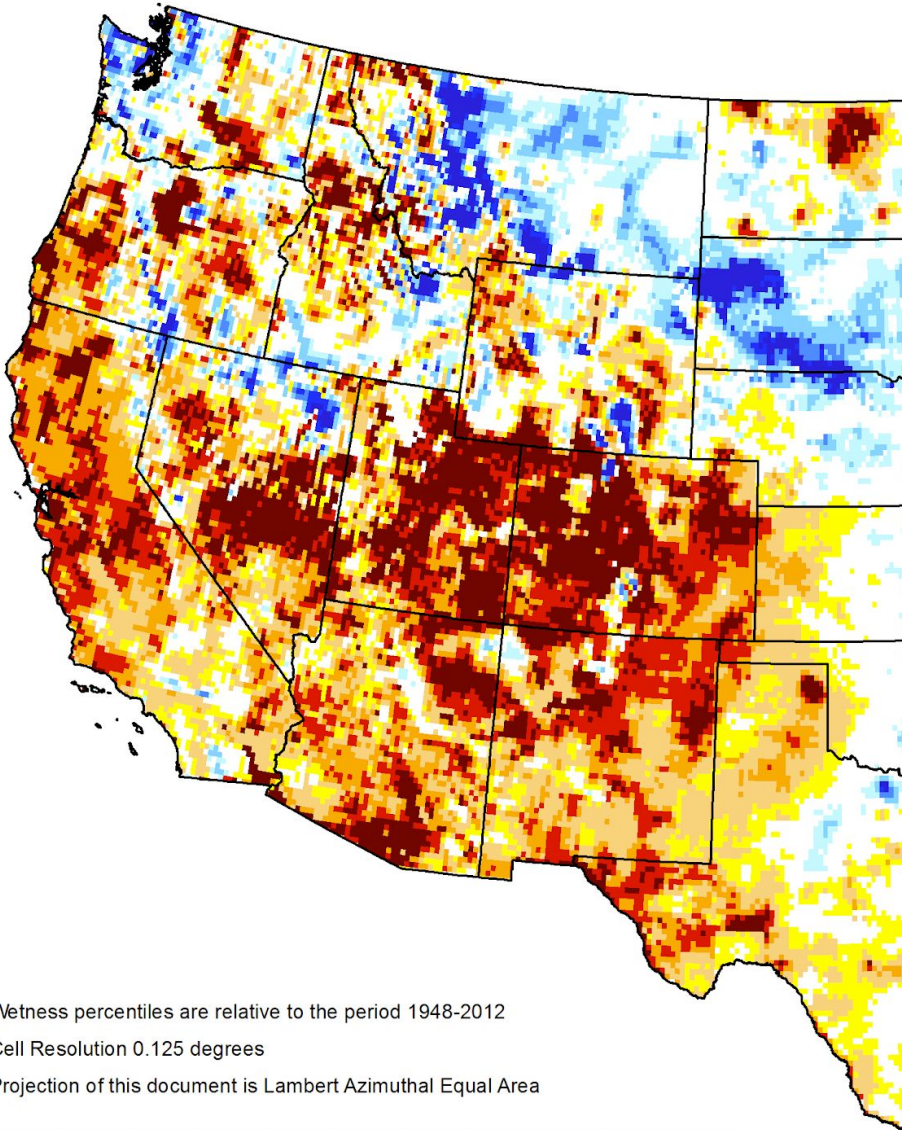 Wetness percentiles are relative to the period 1948-2012
Cell Resolution 0.125 degrees
Projection of this document is Lambert Azimuthal Equal Area